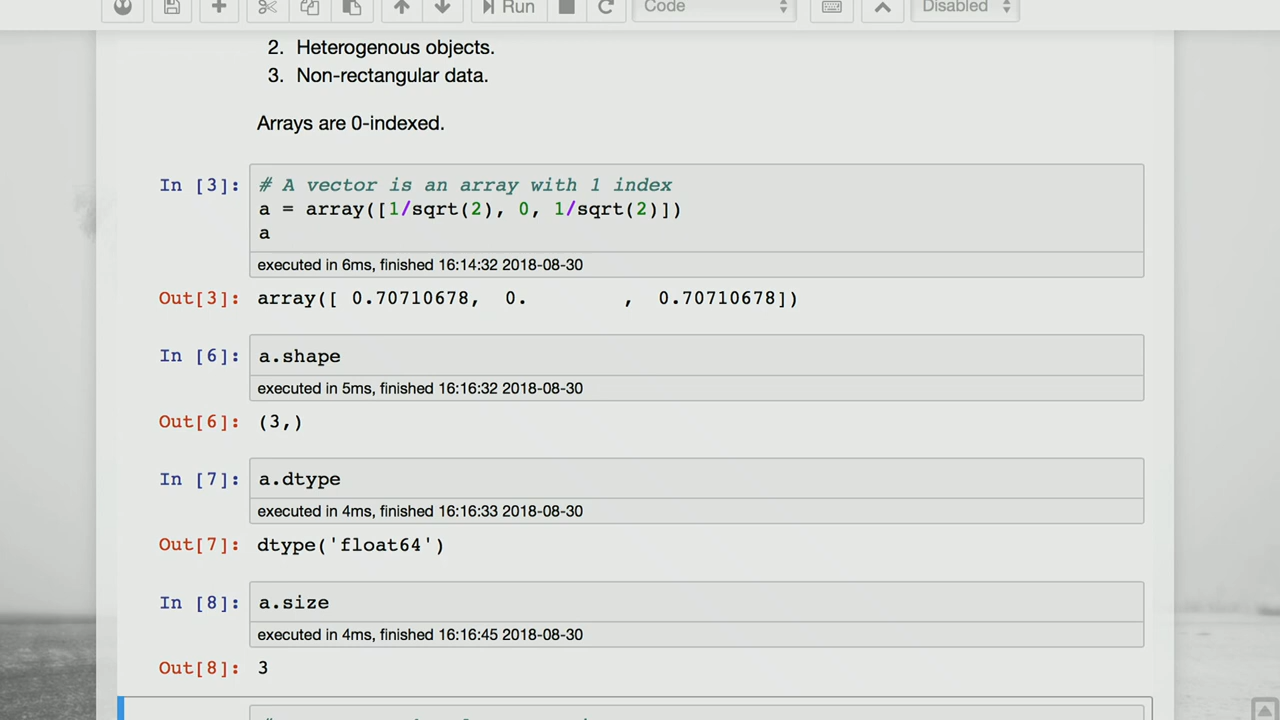 Run
Code
Disabled
2. Heterogenous objects.
3. Non-rectangular data.
Arrays are 0-indexed.
In [3]: # A vector is an array with 1 index
a = array([1/sqrt(2), 0, 1/sqrt(2)])
a
executed in 6ms, finished 16:14:32 2018-08-30
Out[3]: array([ 0.70710678, 0. , 0.70710678])
In [6]: a.shape
executed in 5ms, finished 16:16:32 2018-08-30
Out[6]: (3,)
In [7]: a.dtype
executed in 4ms, finished 16:16:33 2018-08-30
Out[7]: dtype('float64')
In [8]: a.size
executed in 4ms, finished 16:16:45 2018-08-30
Out[8]: 3